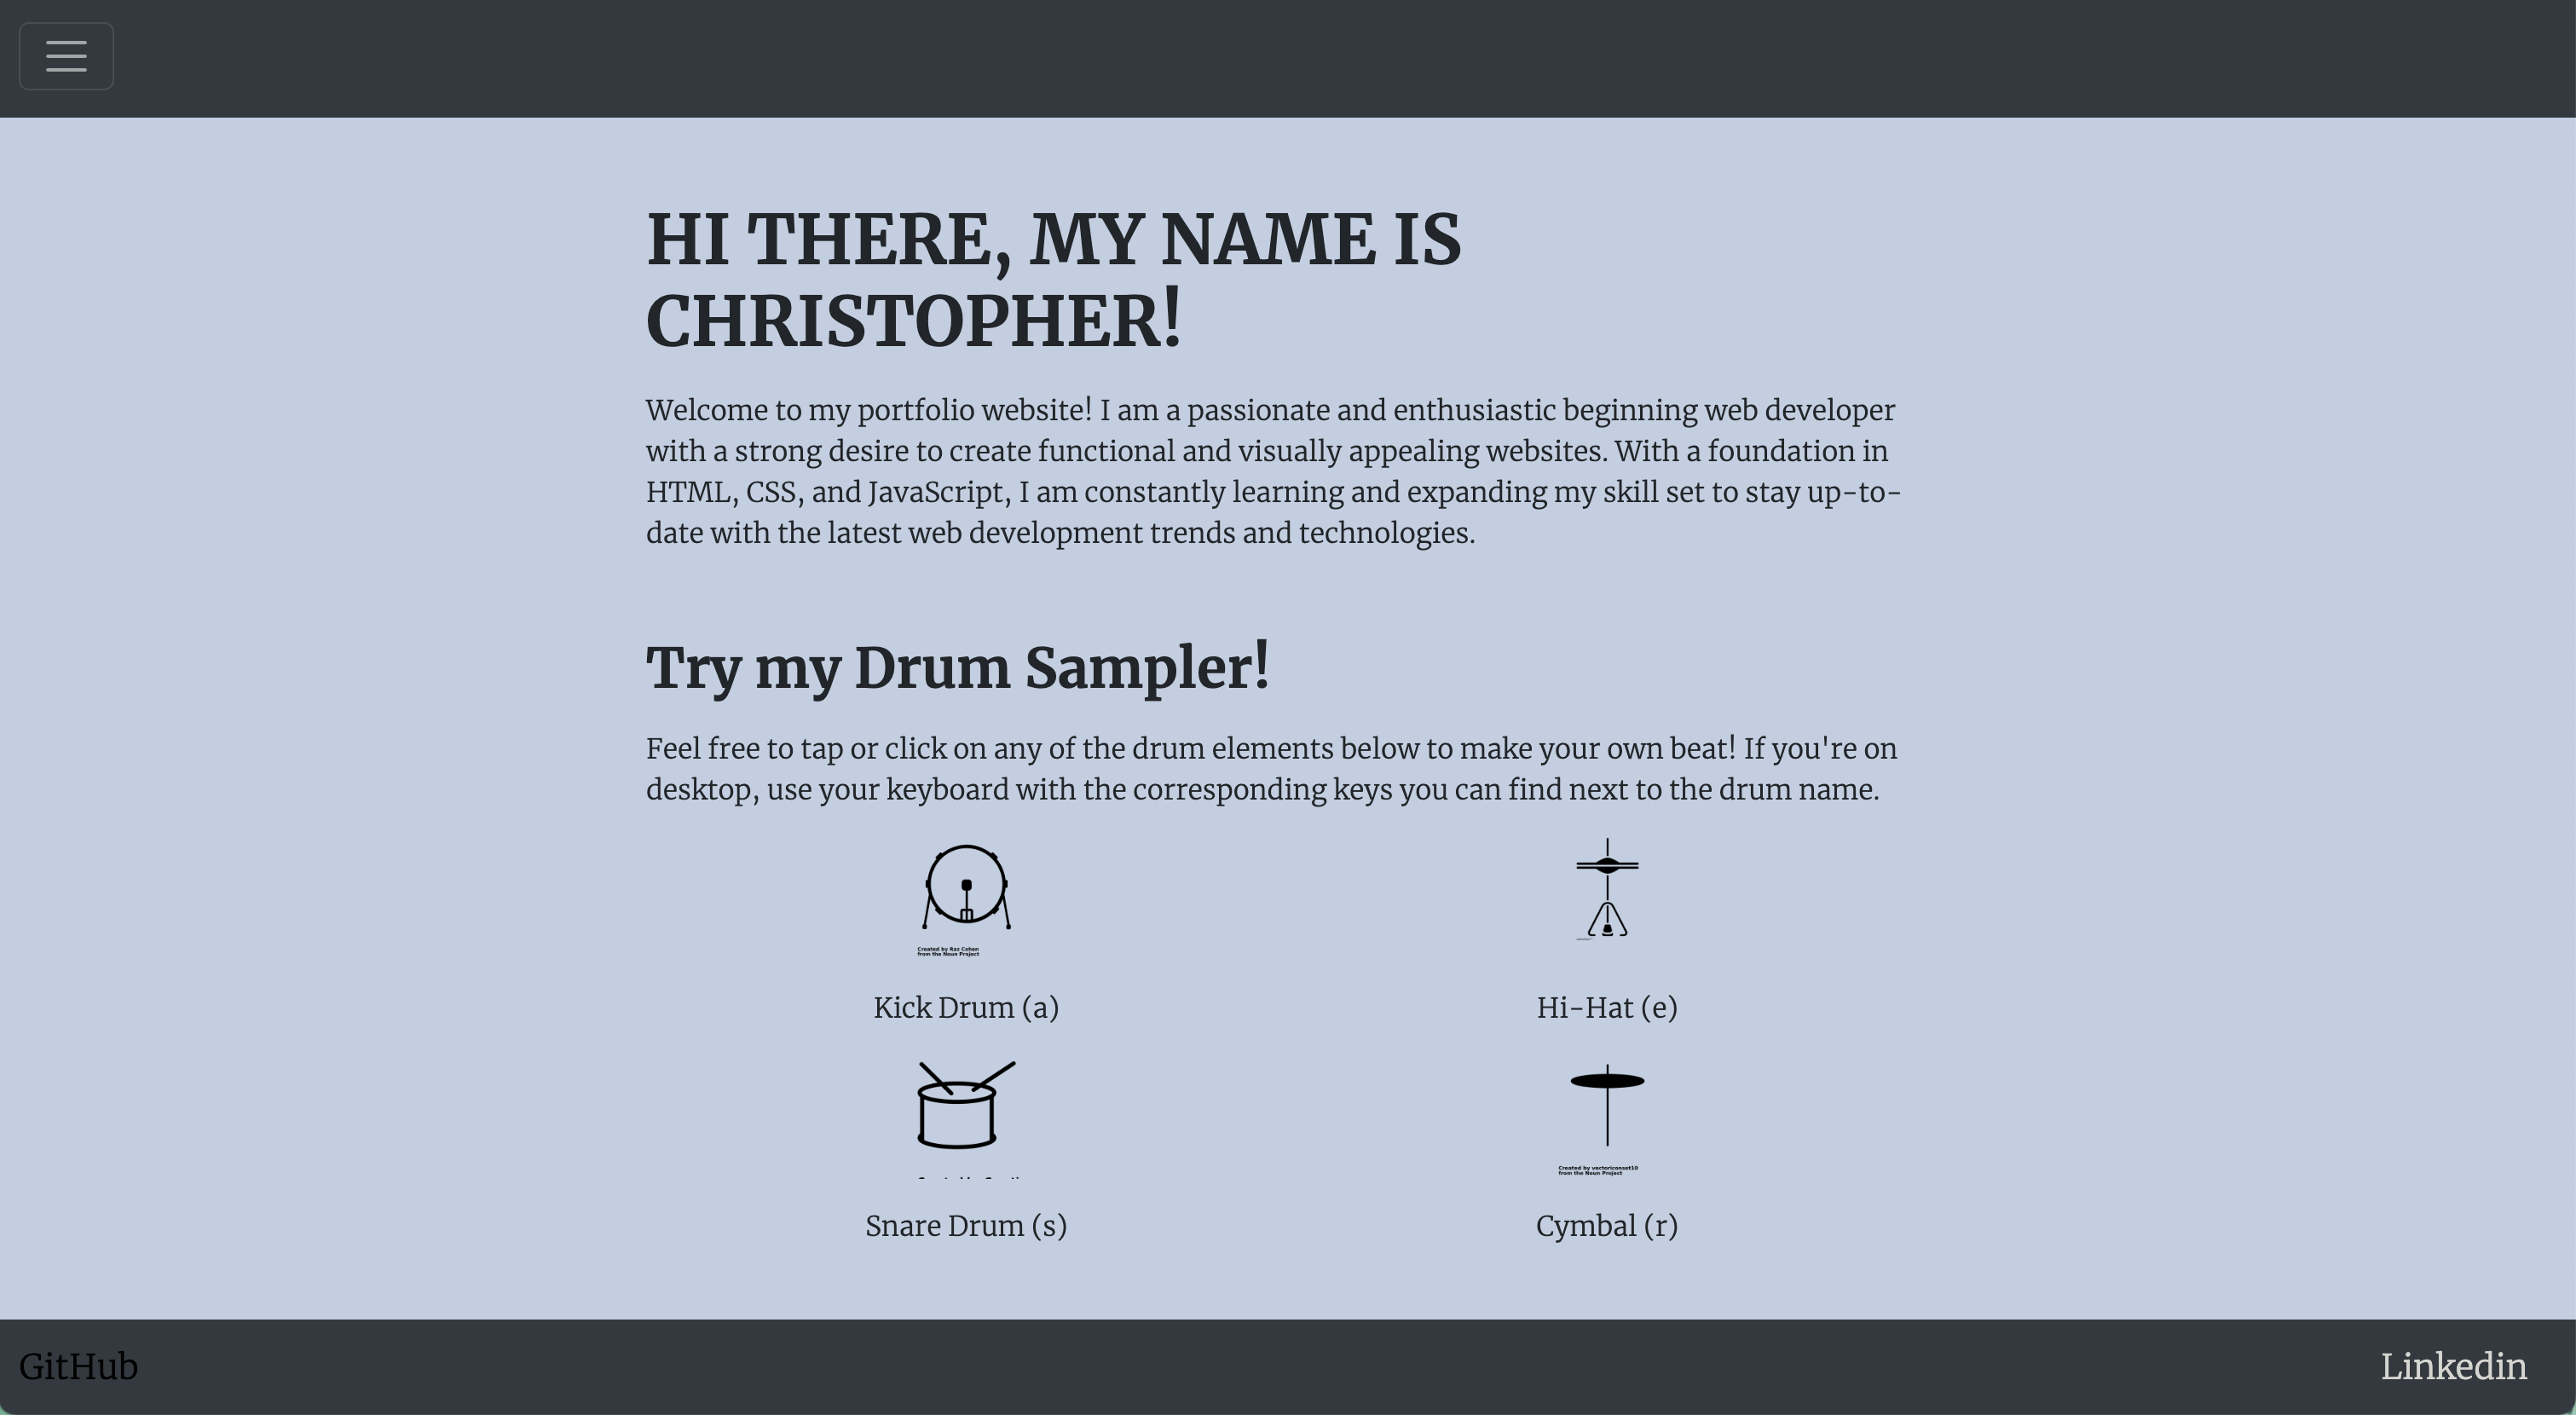 HI THERE, MY NAME IS
CHRISTOPHER!
Welcome to my portfolio website! I am a passionate and enthusiastic beginning web developer
with a strong desire to create functional and visually appealing websites. With a foundation in
HTML, CSS, and JavaScript, I am constantly learning and expanding my skill set to stay up-to-
date with the latest web development trends and technologies.
Try my Drum Sampler!
Feel free to tap or click on any of the drum elements below to make your own beat! If you're on
desktop, use your keyboard with the corresponding keys you can find next to the drum name.
Created by Raz Cohen
from the Noun Project
Kick Drum (a)
Hi-Hat (e)
Created by vectoriconset10
from the Noun Project
Snare Drum (s)
Cymbal (r)
GitHub
Linkedin